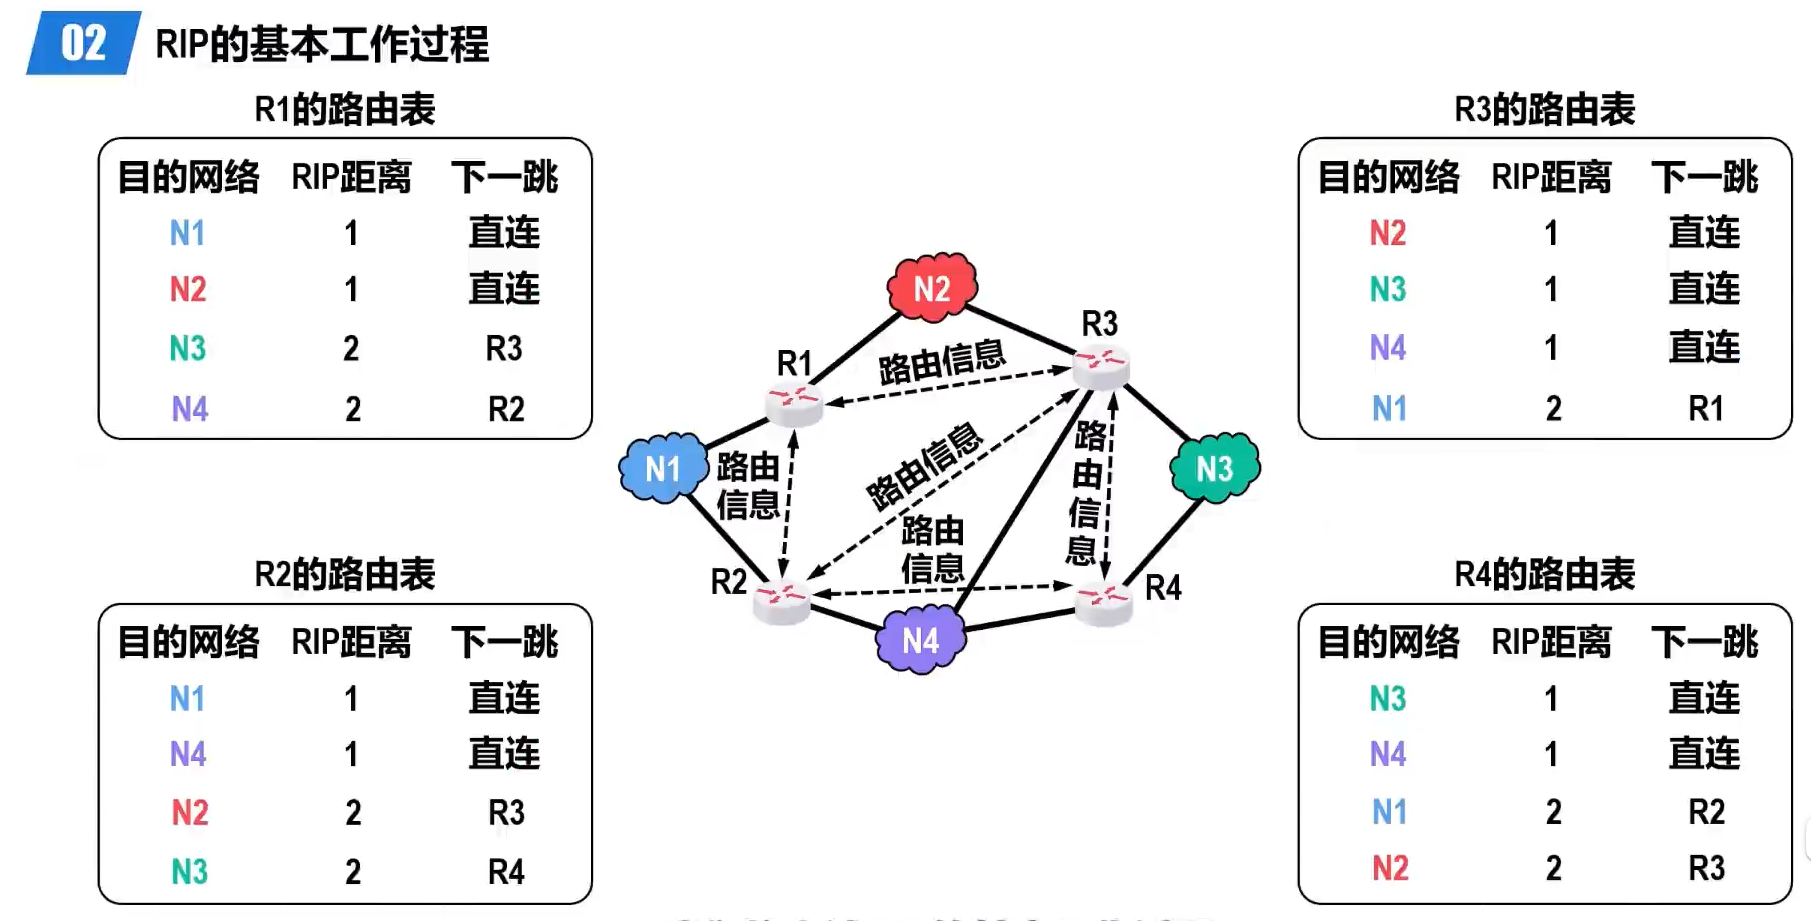 02 RIP的基本工作过程
R1的路由表
目的网络 RIP距离 下一跳
N1 1 直连
N2 1 直连
N3 2 R3
N4 2 R2
R3的路由表
目的网络 RIP距离 下一跳
N2 1 直连
N3 1 直连
N4 1 直连
N1 2 R1
N2
R3
R1
路由信息
N1
路由
信息
路由信息
路
由
信
息
N3
路由
信息
R2
R4
N4
R2的路由表
目的网络 RIP距离 下一跳
N1 1 直连
N4 1 直连
N2 2 R3
N3 2 R4
R4的路由表
目的网络 RIP距离 下一跳
N3 1 直连
N4 1 直连
N1 2 R2
N2 2 R3